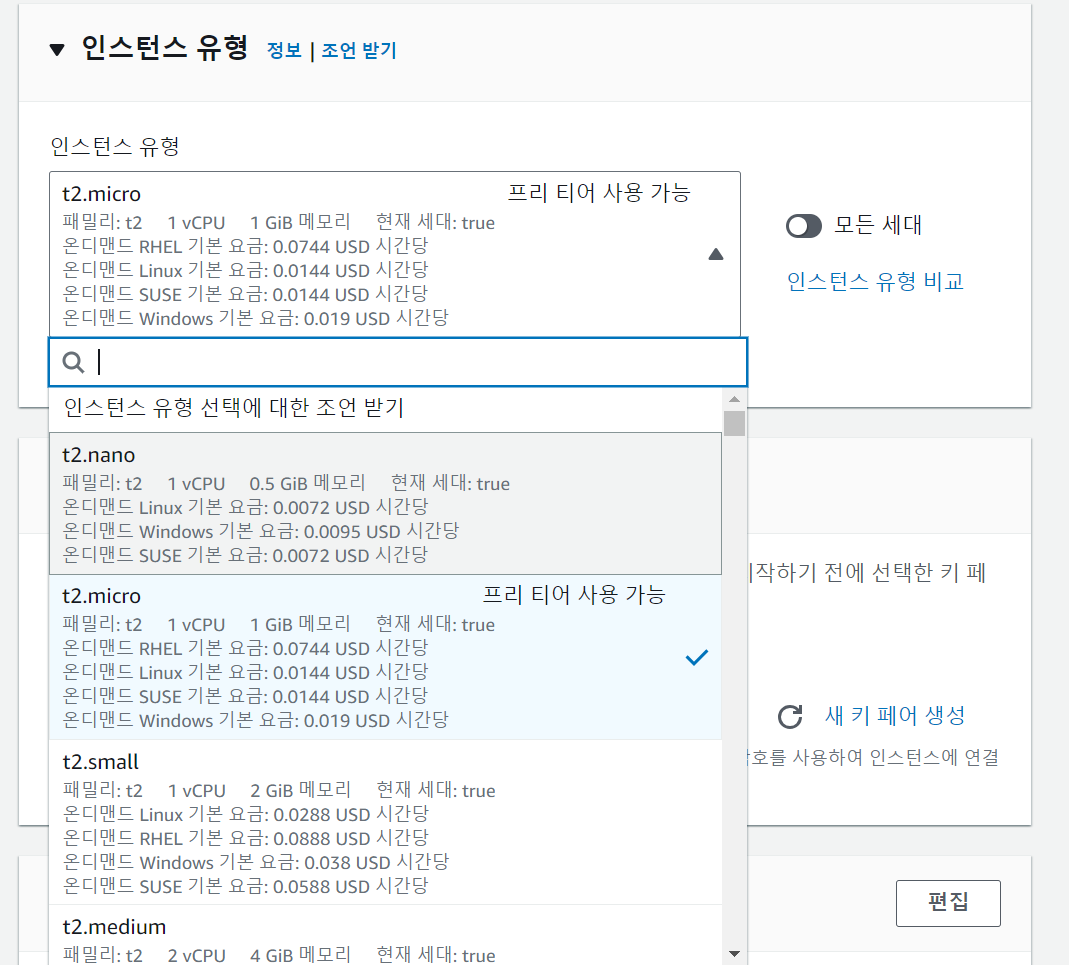 인스턴스 유형 정보 | 조언 받기
인스턴스 유형
t2.micro 프리 티어 사용 가능
패밀리: t2 1 vCPU 1 GiB 메모리 현재 세대: true
온디맨드 RHEL 기본 요금: 0.0744 USD 시간당
온디맨드 Linux 기본 요금: 0.0144 USD 시간당
온디맨드 SUSE 기본 요금: 0.0144 USD 시간당
온디맨드 Windows 기본 요금: 0.019 USD 시간당
모든 세대
인스턴스 유형 비교
인스턴스 유형 선택에 대한 조언 받기
t2.nano
패밀리: t2 1 vCPU 0.5 GiB 메모리 현재 세대: true
온디맨드 Linux 기본 요금: 0.0072 USD 시간당
온디맨드 Windows 기본 요금: 0.0095 USD 시간당
온디맨드 SUSE 기본 요금: 0.0072 USD 시간당
t2.micro 프리 티어 사용 가능
패밀리: t2 1 vCPU 1 GiB 메모리 현재 세대: true
온디맨드 RHEL 기본 요금: 0.0744 USD 시간당
온디맨드 Linux 기본 요금: 0.0144 USD 시간당
온디맨드 SUSE 기본 요금: 0.0144 USD 시간당
온디맨드 Windows 기본 요금: 0.019 USD 시간당
t2.small
패밀리: t2 1 vCPU 2 GiB 메모리 현재 세대: true
온디맨드 Linux 기본 요금: 0.0288 USD 시간당
온디맨드 RHEL 기본 요금: 0.0888 USD 시간당
온디맨드 Windows 기본 요금: 0.038 USD 시간당
온디맨드 SUSE 기본 요금: 0.0588 USD 시간당
t2.medium
패밀리: t2 2 vCPU 4 GiB 메모리 현재 세대: true
전에 선택한 키 페
새 키 페어 생성
사용하여 인스턴스에 연결
편집